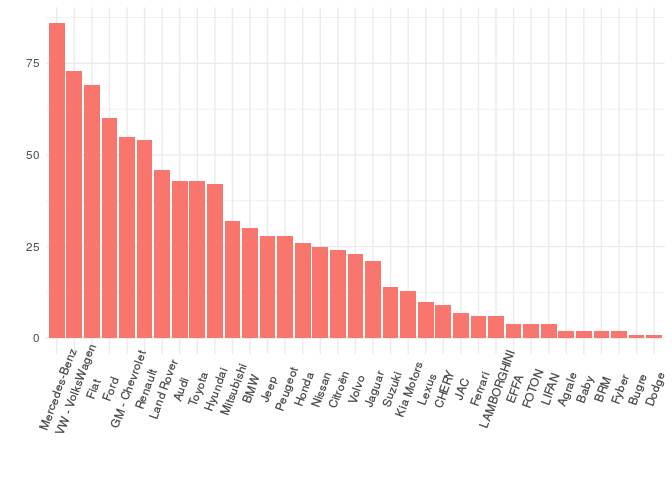 75
50
25
0
Mercedes-Benz
VW - VolksWagen
Fiat
Ford
GM - Chevrolet
Renault
Land Rover
Audi
Toyota
Hyundai
Mitsubishi
BMW
Jeep
Peugeot
Honda
Nissan
Citroën
Volvo
Jaguar
Suzuki
Kia Motors
Lexus
CHERY
JAC
Ferrari
LAMBORGHINI
EFFA
FOTON
LIFAN
Agrale
Baby
BRM
Fyber
Bugre
Dodge